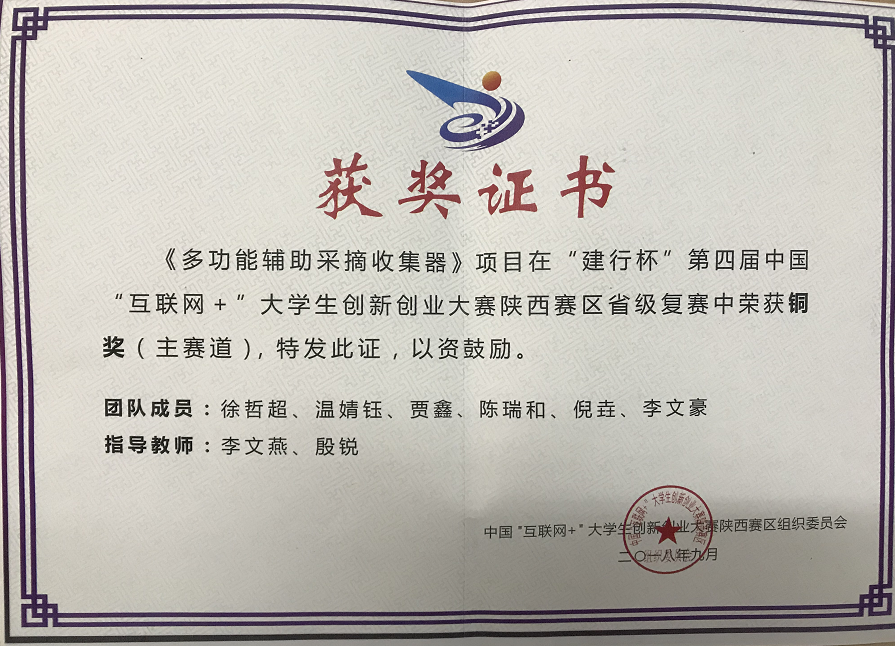 获奖证书
《多功能辅助采摘收集器》项目在“建行杯”第四届中国
“互联网+”大学生创新创业大赛陕西赛区省级复赛中荣获铜
奖（主赛道），特发此证，以资鼓励。
团队成员：徐哲超、温婧钰、贾鑫、陈瑞和、倪垚、李文豪
指导教师：李文燕、殷锐
中国"互联网+"大学生创新创业大赛陕西赛区组织委员会
二〇一八年九月